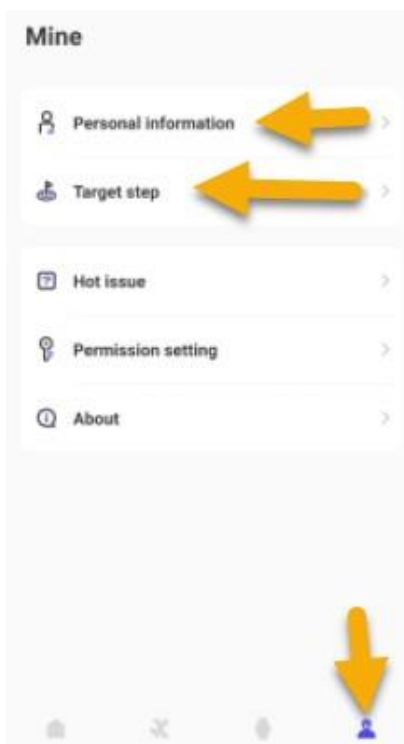 Mine
Personal information
Target step
Hot issue
Permission setting
About